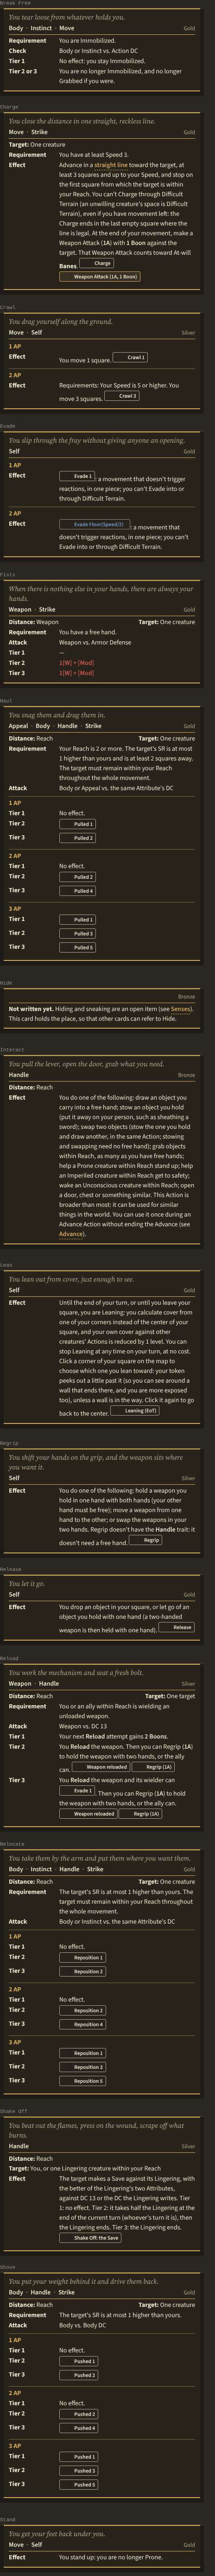 Break Free
You tear loose from whatever holds you.
Body · Instinct · Move Gold
Requirement You are Immobilized.
Check Body or Instinct vs. Action DC
Tier 1 No effect: you stay Immobilized.
Tier 2 or 3 You are no longer Immobilized, and no longer
Grabbed if you were.
Charge
You close the distance in one straight, reckless line.
Move · Strike Gold
Target: One creature
Requirement You have at least Speed 3.
Effect Advance in a straight line toward the target, at
least 3 squares and up to your Speed, and stop on
the first square from which the target is within
your Reach. You can't Charge through Difficult
Terrain (an unwilling creature's space is Difficult
Terrain), even if you have movement left: the
Charge ends in the last empty square where the
line is legal. At the end of your movement, make a
Weapon Attack (1A) with 1 Boon against the
target. That Weapon Attack counts toward At-will
Banes. Charge
Weapon Attack (1A, 1 Boon)
Crawl
You drag yourself along the ground.
Move · Self Silver
1 AP
Effect You move 1 square. Crawl 1
2 AP
Effect Requirements: Your Speed is 5 or higher. You
move 3 squares. Crawl 3
Evade
You slip through the fray without giving anyone an opening.
Self Gold
1 AP
Effect Evade 1 : a movement that doesn't trigger
reactions, in one piece; you can't Evade into or
through Difficult Terrain.
2 AP
Effect Evade Floor(Speed/2) : a movement that
doesn't trigger reactions, in one piece; you can't
Evade into or through Difficult Terrain.
Fists
When there is nothing else in your hands, there are always your
hands.
Weapon · Strike Gold
Distance: Weapon Target: One creature
Requirement You have a free hand.
Attack Weapon vs. Armor Defense
Tier 1 —
Tier 2 1[W] + [Mod]
Tier 3 1[W] + [Mod]
Haul
You snag them and drag them in.
Appeal · Body · Handle · Strike Gold
Distance: Reach Target: One creature
Requirement Your Reach is 2 or more. The target's SR is at most
1 higher than yours and is at least 2 squares away.
The target must remain within your Reach
throughout the whole movement.
Attack Body or Appeal vs. the same Attribute's DC
1 AP
Tier 1 No effect.
Tier 2 Pulled 1
Tier 3 Pulled 2
2 AP
Tier 1 No effect.
Tier 2 Pulled 2
Tier 3 Pulled 4
3 AP
Tier 1 Pulled 1
Tier 2 Pulled 3
Tier 3 Pulled 5
Hide
Bronze
Not written yet. Hiding and sneaking are an open item (see Senses).
This card holds the place, so that other cards can refer to Hide.
Interact
You pull the lever, open the door, grab what you need.
Handle Bronze
Distance: Reach
Effect You do one of the following: draw an object you
carry into a free hand; stow an object you hold
(put it away on your person, such as sheathing a
sword); swap two objects (stow the one you hold
and draw another, in the same Action; stowing
and swapping need no free hand); grab objects
within Reach, as many as you have free hands;
help a Prone creature within Reach stand up; help
an Imperiled creature within Reach get to safety;
wake an Unconscious creature within Reach; open
a door, chest or something similar. This Action is
broader than most: it can be used for similar
things in the world. You can use it to end an
Advance Action without ending the Advance (see
Advance).
Lean
You lean out from cover, just enough to see.
Self Gold
Effect Until the end of your turn, or until you leave your
square, you are Leaning: you calculate cover from
one of your corners instead of the center of your
square, and your own cover against other
creatures' Actions is reduced by 1 level. You can
stop Leaning at any time on your turn, at no cost.
Click a corner of your square on the map to
choose which one you lean toward: your token
peeks out a little past it (so you can see around a
wall that ends there, and you are more exposed
too), unless a wall is in the way. Click it again to go
back to the center. Leaning (EoT)
Regrip
You shift your hands on the grip, and the weapon sits where
you want it.
Self Silver
Effect You do one of the following: hold a weapon you
hold in one hand with both hands (your other
hand must be free); move a weapon from one
hand to the other; or swap the weapons in your
two hands. Regrip doesn't have the Handle trait: it
doesn't need a free hand. Regrip
Release
You let it go.
Self Gold
Effect You drop an object in your square, or let go of an
object you hold with one hand (a two-handed
weapon is then held with one hand). Release
Reload
You work the mechanism and seat a fresh bolt.
Weapon · Handle Silver
Distance: Reach Target: One target
Requirement You or an ally within Reach is wielding an
unloaded weapon.
Attack Weapon vs. DC 13
Tier 1 Your next Reload attempt gains 2 Boons.
Tier 2 You Reload the weapon. Then you can Regrip (1A)
to hold the weapon with two hands, or the ally
can. Weapon reloaded Regrip (1A)
Tier 3 You Reload the weapon and its wielder can
Evade 1 . Then you can Regrip (1A) to hold
the weapon with two hands, or the ally can.
Weapon reloaded Regrip (1A)
Relocate
You take them by the arm and put them where you want them.
Body · Instinct · Handle · Strike Gold
Distance: Reach Target: One creature
Requirement The target's SR is at most 1 higher than yours. The
target must remain within your Reach throughout
the whole movement.
Attack Body or Instinct vs. the same Attribute's DC
1 AP
Tier 1 No effect.
Tier 2 Reposition 1
Tier 3 Reposition 2
2 AP
Tier 1 No effect.
Tier 2 Reposition 2
Tier 3 Reposition 4
3 AP
Tier 1 Reposition 1
Tier 2 Reposition 3
Tier 3 Reposition 5
Shake Off
You beat out the flames, press on the wound, scrape off what
burns.
Handle Silver
Distance: Reach
Target: You, or one Lingering creature within your Reach
Effect The target makes a Save against its Lingering, with
the better of the Lingering's two Attributes,
against DC 13 or the DC the Lingering writes. Tier
1: no effect. Tier 2: it takes half the Lingering at the
end of the current turn (whoever's turn it is), then
the Lingering ends. Tier 3: the Lingering ends.
Shake Off: the Save
Shove
You put your weight behind it and drive them back.
Body · Handle · Strike Gold
Distance: Reach Target: One creature
Requirement The target's SR is at most 1 higher than yours.
Attack Body vs. Body DC
1 AP
Tier 1 No effect.
Tier 2 Pushed 1
Tier 3 Pushed 2
2 AP
Tier 1 No effect.
Tier 2 Pushed 2
Tier 3 Pushed 4
3 AP
Tier 1 Pushed 1
Tier 2 Pushed 3
Tier 3 Pushed 5
Stand
You get your feet back under you.
Move · Self Gold
Effect You stand up: you are no longer Prone.